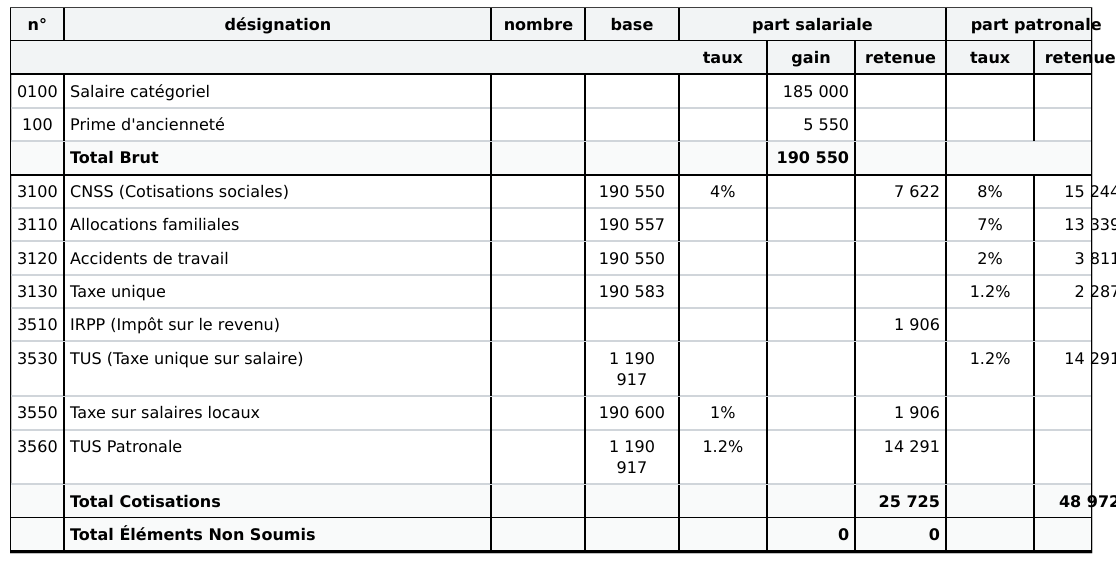 n° désignation nombre base part salariale part patronale
taux gain retenue taux retenue
0100 Salaire catégoriel 185 000
100 Prime d'ancienneté 5 550
Total Brut 190 550
3100 CNSS (Cotisations sociales) 190 550 4% 7 622 8% 15 244
3110 Allocations familiales 190 557 7% 13 339
3120 Accidents de travail 190 550 2% 3 811
3130 Taxe unique 190 583 1.2% 2 287
3510 IRPP (Impôt sur le revenu) 1 906
3530 TUS (Taxe unique sur salaire) 1 190 1.2% 14 291
917
3550 Taxe sur salaires locaux 190 600 1% 1 906
3560 TUS Patronale 1 190 1.2% 14 291
917
Total Cotisations 25 725 48 972
Total Éléments Non Soumis 0 0